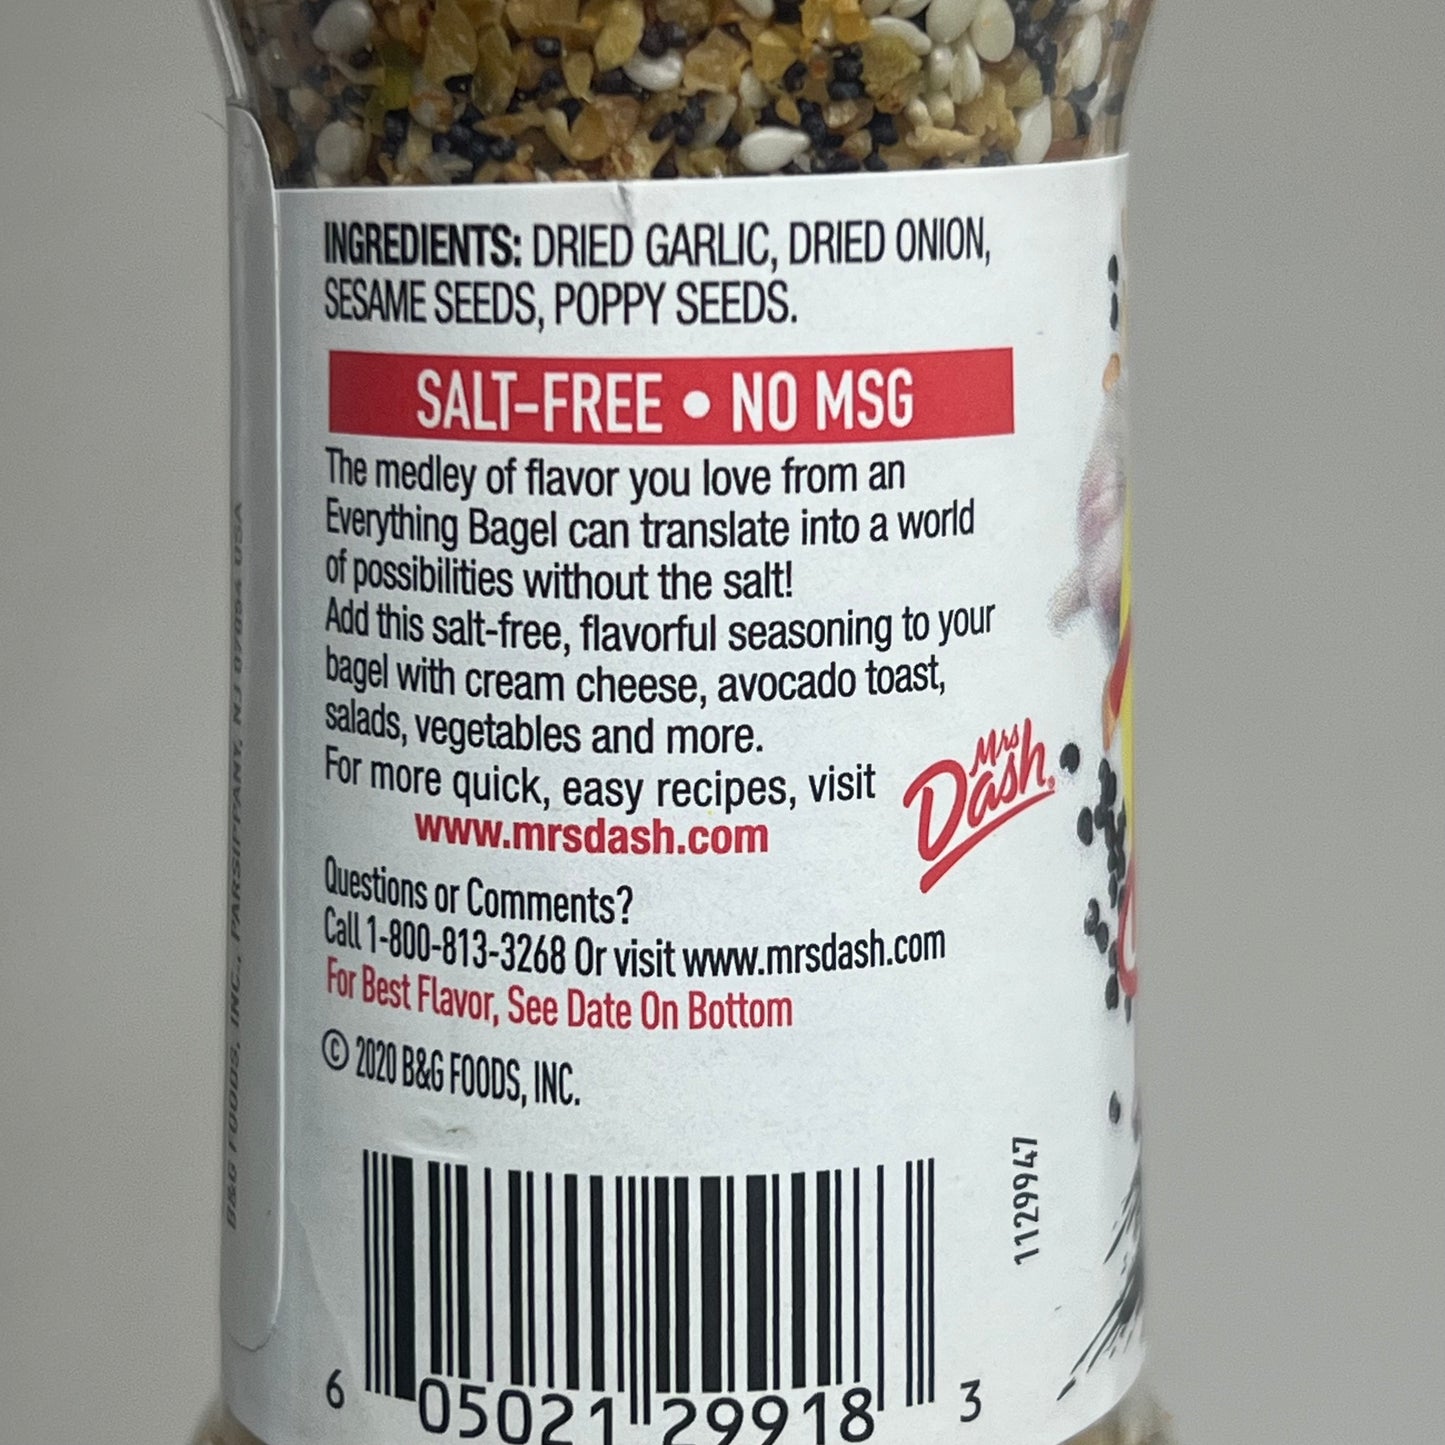 INGREDIENTS: DRIED GARLIC, DRIED ONION,
SESAME SEEDS, POPPY SEEDS.
SALT-FREE • NO MSG
The medley of flavor you love from an
Everything Bagel can translate into a world
of possibilities without the salt!
Add this salt-free, flavorful seasoning to your
bagel with cream cheese, avocado toast,
salads, vegetables and more.
For more quick, easy recipes, visit
www.mrsdash.com
Mrs
Dash®
Questions or Comments?
Call 1-800-813-3268 Or visit www.mrsdash.com
For Best Flavor, See Date On Bottom
© 2020 B&G FOODS, INC.
1129947
6 05021 29918 3
B&G FOODS, INC., PARSIPPANY, NJ 07054 USA